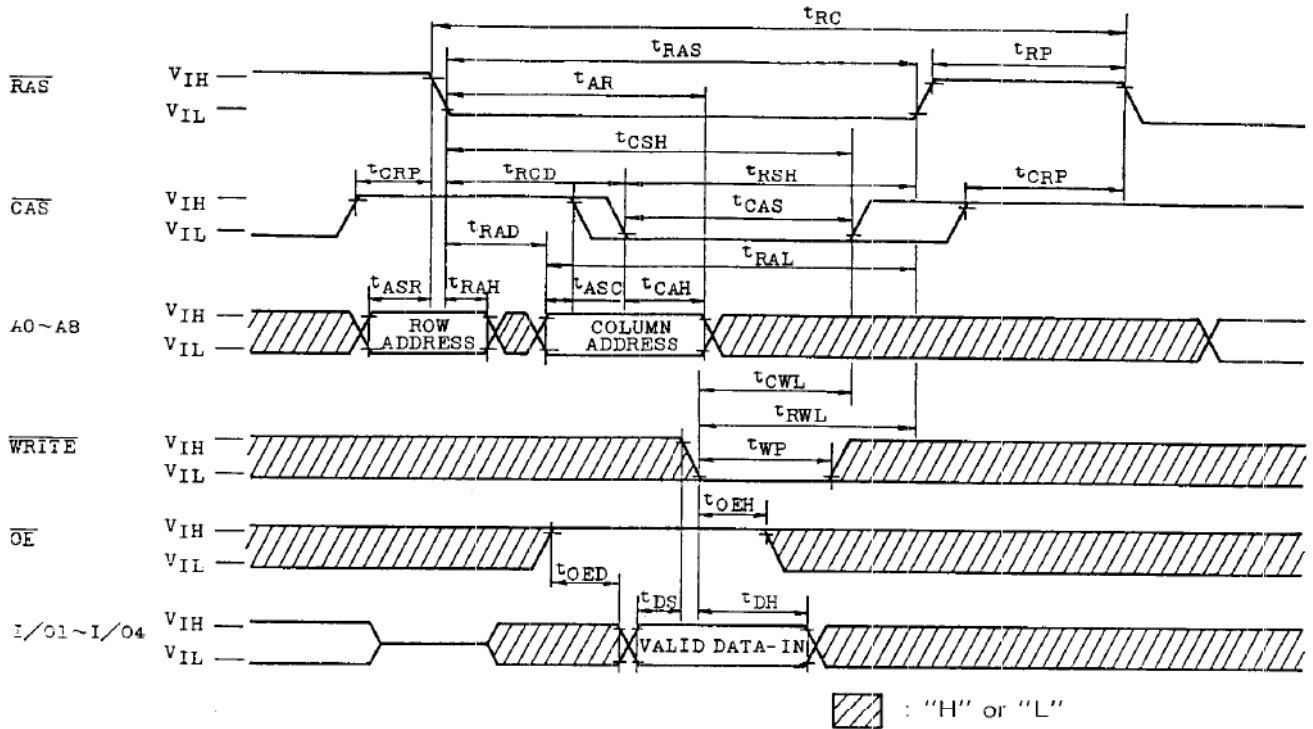 tRC
tRAS
tRP
RAS VIH
tAR
VIL
tCSH
tCRP tRCD tRSH tCRP
CAS VIH
tCAS
VIL
tRAD
tRAL
tASR tRAH tASC tCAH
A0~A8 VIH
ROW ADDRESS
COLUMN ADDRESS
VIL
tCWL
tRWL
WRITE VIH
tWP
VIL
tOEH
OE VIH
VIL
tOED
tDS tDH
I/O1~I/O4 VIH
VALID DATA-IN
VIL
: "H" or "L"